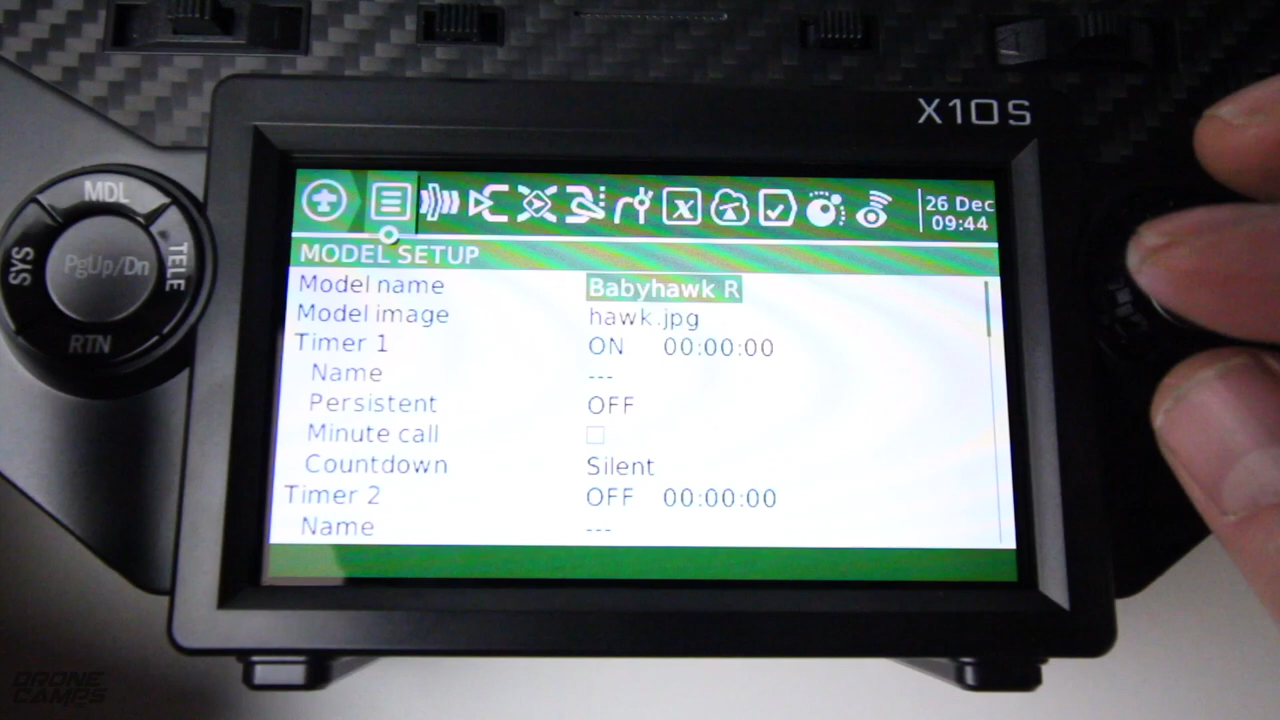 X10S
MDL
SYS
PgUp/Dn
TELE
RTN
26 Dec
09:44
MODEL SETUP
Model name Babyhawk R
Model image hawk.jpg
Timer 1 ON 00:00:00
Name ---
Persistent OFF
Minute call
Countdown Silent
Timer 2 OFF 00:00:00
Name ---
DRONE
CAMPS